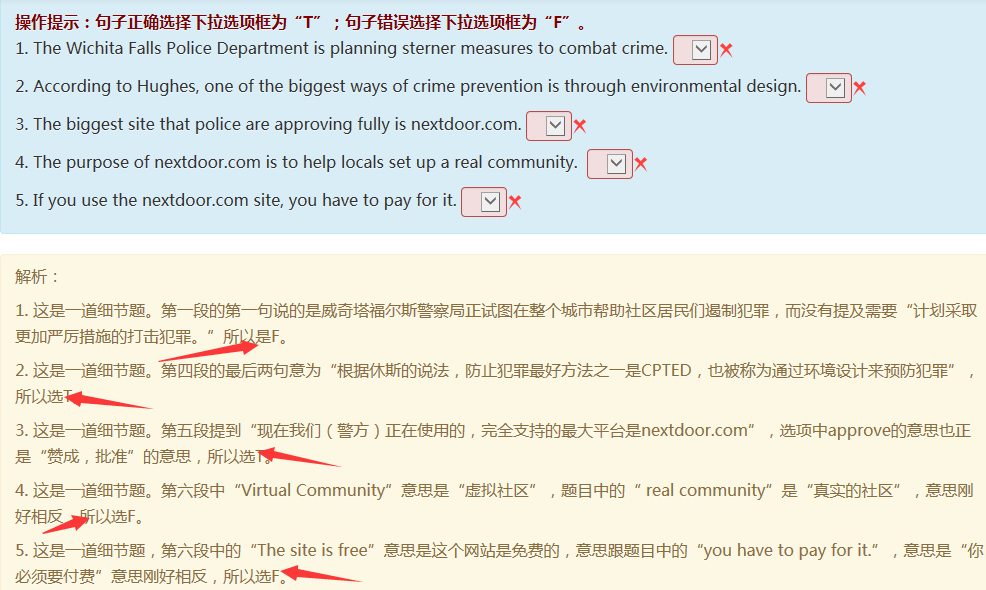 操作提示：句子正确选择下拉选项框为“T”；句子错误选择下拉选项框为“F”。
1. The Wichita Falls Police Department is planning sterner measures to combat crime.
2. According to Hughes, one of the biggest ways of crime prevention is through environmental design.
3. The biggest site that police are approving fully is nextdoor.com.
4. The purpose of nextdoor.com is to help locals set up a real community.
5. If you use the nextdoor.com site, you have to pay for it.
解析：
1. 这是一道细节题。第一段的第一句说的是威奇塔福尔斯警察局正试图在整个城市帮助社区居民们遏制犯罪，而没有提及需要“计划采取
更加严厉措施的打击犯罪。”所以是F。
2. 这是一道细节题。第四段的最后两句意为“根据休斯的说法，防止犯罪最好方法之一是CPTED，也被称为通过环境设计来预防犯罪”，
所以选T
3. 这是一道细节题。第五段提到“现在我们（警方）正在使用的，完全支持的最大平台是nextdoor.com”，选项中approve的意思也正
是“赞成，批准”的意思，所以选T。
4. 这是一道细节题。第六段中“Virtual Community”意思是“虚拟社区”，题目中的“ real community”是“真实的社区”，意思刚
好相反，所以选F。
5. 这是一道细节题，第六段中的“The site is free”意思是这个网站是免费的，意思跟题目中的“you have to pay for it.”，意思是“你
必须要付费”意思刚好相反，所以选F。